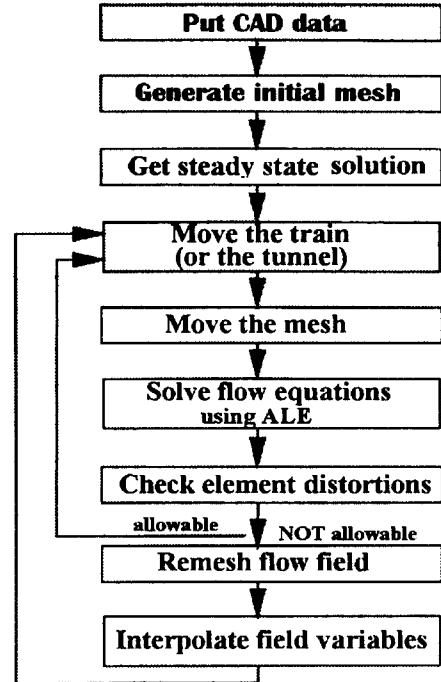 Put CAD data
Generate initial mesh
Get steady state solution
Move the train
(or the tunnel)
Move the mesh
Solve flow equations
using ALE
Check element distortions
allowable
NOT allowable
Remesh flow field
Interpolate field variables